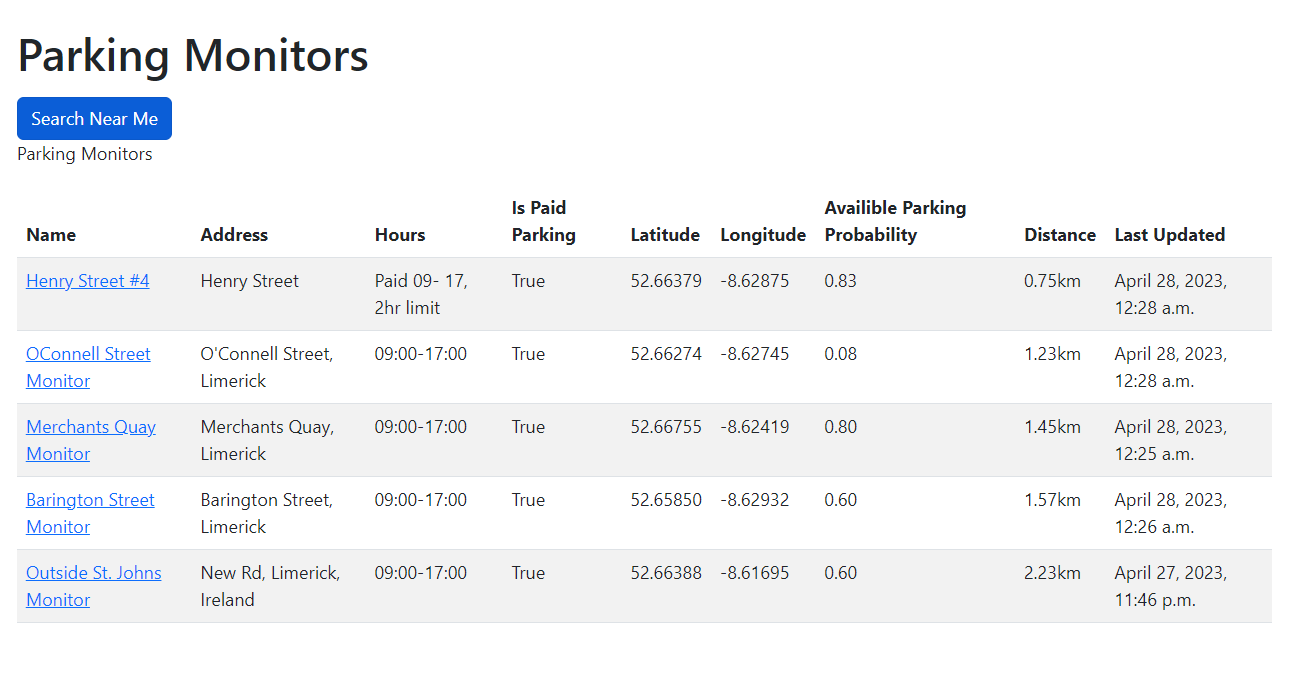 Parking Monitors
Search Near Me
Parking Monitors
Is Paid Availible Parking
Name Address Hours Parking Latitude Longitude Probability Distance Last Updated
Henry Street #4 Henry Street Paid 09- 17, True 52.66379 -8.62875 0.83 0.75km April 28, 2023,
2hr limit 12:28 a.m.
OConnell Street O'Connell Street, 09:00-17:00 True 52.66274 -8.62745 0.08 1.23km April 28, 2023,
Monitor Limerick 12:28 a.m.
Merchants Quay Merchants Quay, 09:00-17:00 True 52.66755 -8.62419 0.80 1.45km April 28, 2023,
Monitor Limerick 12:25 a.m.
Barington Street Barington Street, 09:00-17:00 True 52.65850 -8.62932 0.60 1.57km April 28, 2023,
Monitor Limerick 12:26 a.m.
Outside St. Johns New Rd, Limerick, 09:00-17:00 True 52.66388 -8.61695 0.60 2.23km April 27, 2023,
Monitor Ireland 11:46 p.m.